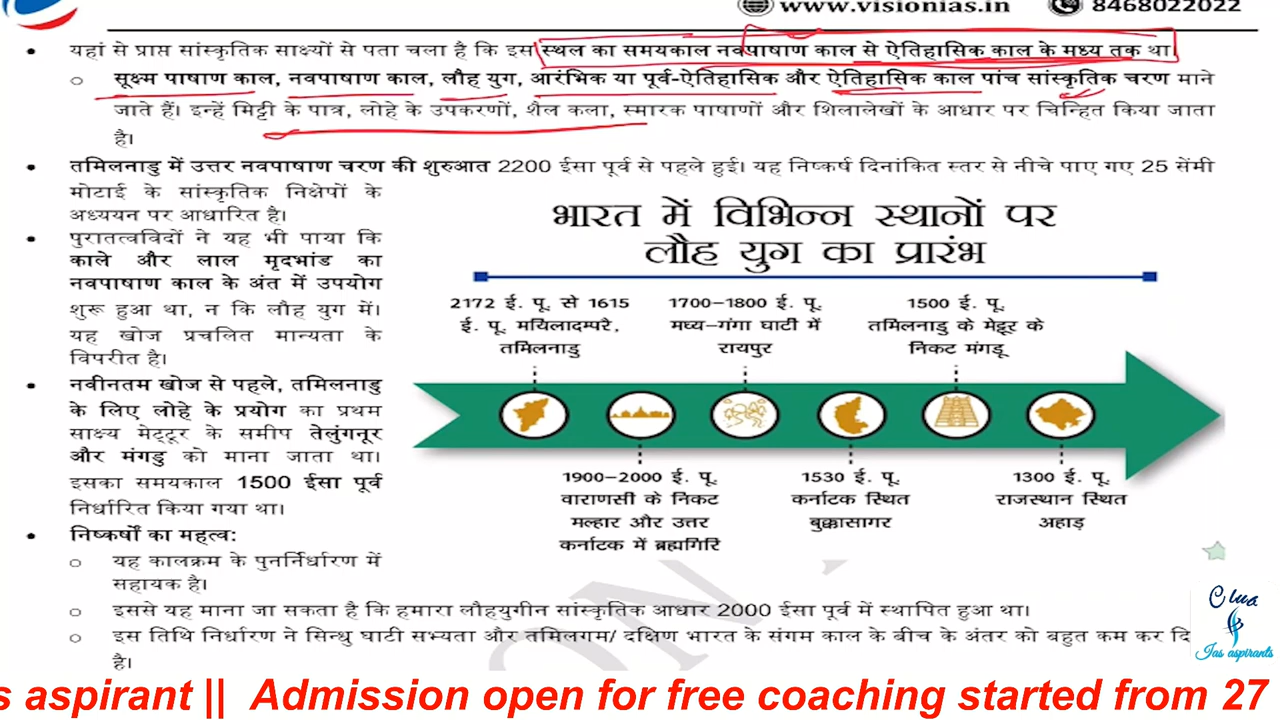 www.visionias.in
8468022022
• यहां से प्राप्त सांस्कृतिक साक्ष्यों से पता चला है कि इस स्थल का समयकाल नवपाषाण काल से ऐतिहासिक काल के मध्य तक था।
o सूक्ष्म पाषाण काल, नवपाषाण काल, लौह युग, आरंभिक या पूर्व-ऐतिहासिक और ऐतिहासिक काल पांच सांस्कृतिक चरण माने
जाते हैं। इन्हें मिट्टी के पात्र, लोहे के उपकरणों, शैल कला, स्मारक पाषाणों और शिलालेखों के आधार पर चिन्हित किया जाता
है।
• तमिलनाडु में उत्तर नवपाषाण चरण की शुरुआत 2200 ईसा पूर्व से पहले हुई। यह निष्कर्ष दिनांकित स्तर से नीचे पाए गए 25 सेंमी
मोटाई के सांस्कृतिक निक्षेपों के
अध्ययन पर आधारित है।
• पुरातत्वविदों ने यह भी पाया कि
काले और लाल मृदभांड का
नवपाषाण काल के अंत में उपयोग
शुरू हुआ था, न कि लौह युग में।
यह खोज प्रचलित मान्यता के
विपरीत है।
• नवीनतम खोज से पहले, तमिलनाडु
के लिए लोहे के प्रयोग का प्रथम
साक्ष्य मेट्टूर के समीप तेलुंगनूर
और मंगडु को माना जाता था।
इसका समयकाल 1500 ईसा पूर्व
निर्धारित किया गया था।
• निष्कर्षों का महत्व:
o यह कालक्रम के पुनर्निर्धारण में
सहायक है।
भारत में विभिन्न स्थानों पर
लौह युग का प्रारंभ
2172 ई. पू. से 1615
ई. पू. मयिलादम्परै,
तमिलनाडु
1700–1800 ई. पू.
मध्य-गंगा घाटी में
रायपुर
1500 ई. पू.
तमिलनाडु के मेट्टूर के
निकट मंगडू
1900–2000 ई. पू.
वाराणसी के निकट
मल्हार और उत्तर
कर्नाटक में ब्रह्मगिरि
1530 ई. पू.
कर्नाटक स्थित
बुक्कासागर
1300 ई. पू.
राजस्थान स्थित
अहाड़
o इससे यह माना जा सकता है कि हमारा लौहयुगीन सांस्कृतिक आधार 2000 ईसा पूर्व में स्थापित हुआ था।
o इस तिथि निर्धारण ने सिन्धु घाटी सभ्यता और तमिलगम/ दक्षिण भारत के संगम काल के बीच के अंतर को बहुत कम कर दि
है।
Ias aspirants
s aspirant || Admission open for free coaching started from 27